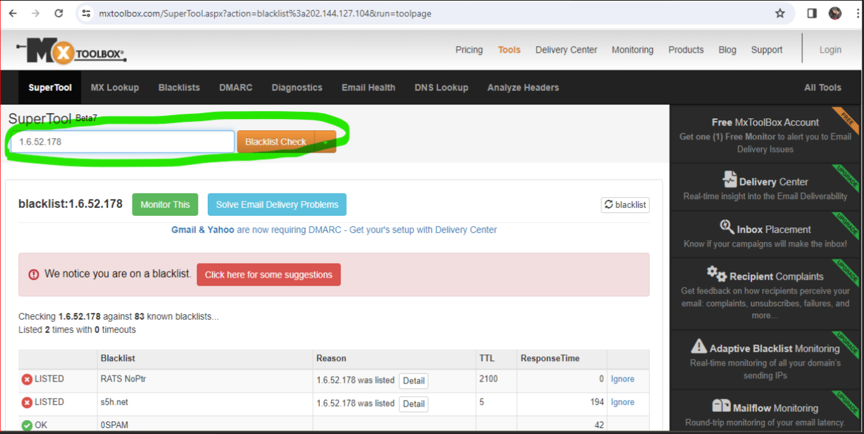 mxtoolbox.com/SuperTool.aspx?action=blacklist%3a202.144.127.104&run=toolpage
MX TOOLBOX®
Pricing Tools Delivery Center Monitoring Products Blog Support Login
SuperTool MX Lookup Blacklists DMARC Diagnostics Email Health DNS Lookup Analyze Headers All Tools
SuperTool Beta7
1.6.52.178 Blacklist Check
blacklist:1.6.52.178 Monitor This Solve Email Delivery Problems blacklist
Gmail & Yahoo are now requiring DMARC - Get your's setup with Delivery Center
We notice you are on a blacklist. Click here for some suggestions
Checking 1.6.52.178 against 83 known blacklists...
Listed 2 times with 0 timeouts
Blacklist Reason TTL ResponseTime
LISTED RATS NoPtr 1.6.52.178 was listed Detail 2100 0 Ignore
LISTED s5h.net 1.6.52.178 was listed Detail 5 194 Ignore
OK 0SPAM 42
Free MxToolBox Account
FREE
Get one (1) Free Monitor to alert you to Email
Delivery Issues
Delivery Center
UPGRADE
Real-time insight into the Email Deliverability
Inbox Placement
UPGRADE
Know if your campaigns will make the inbox!
Recipient Complaints
UPGRADE
Get feedback on how recipients perceive your
email: complaints, unsubscribes, failures, and
more...
Adaptive Blacklist Monitoring
UPGRADE
Real-time monitoring of all your domain's
sending IPs
Mailflow Monitoring
UPGRADE
Round-trip monitoring of your email latency.